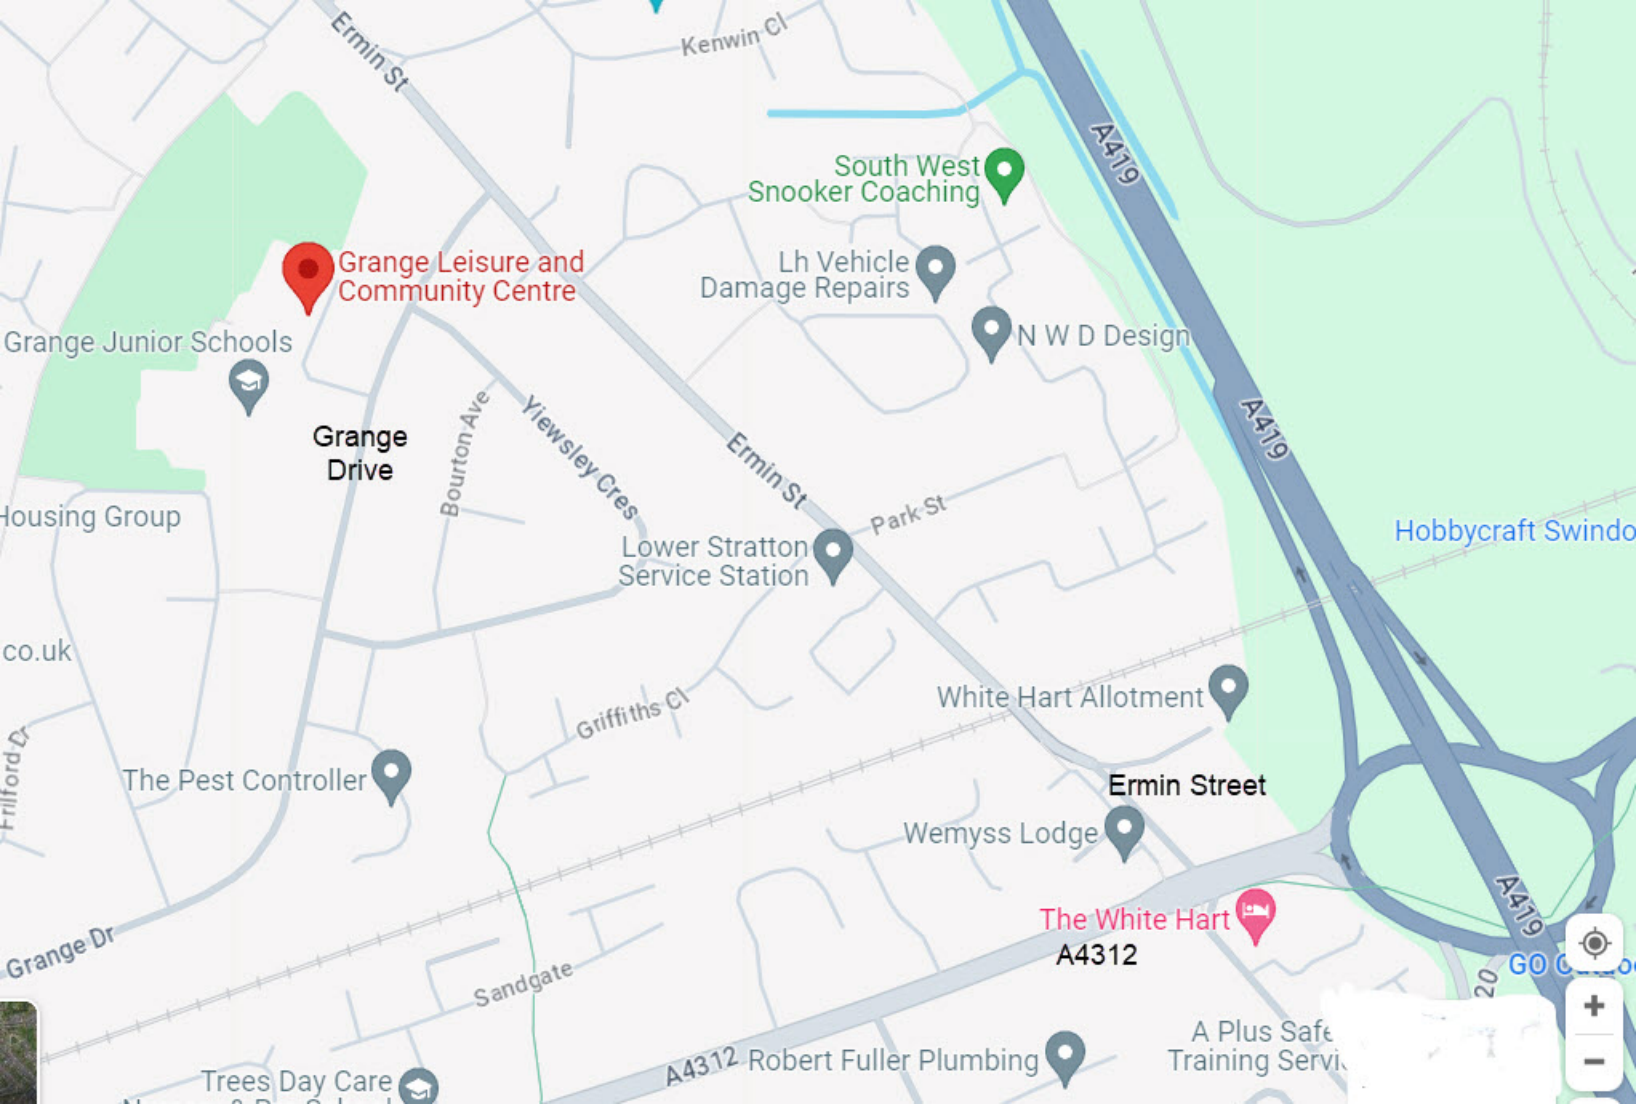 Ermin St
Kenwin Cl
A419
South West
Snooker Coaching
Grange Leisure and
Community Centre
Lh Vehicle
Damage Repairs
N W D Design
Grange Junior Schools
Grange
Drive
Bourton Ave
Yiewsley Cres
Ermin St
A419
Housing Group
Park St
Lower Stratton
Service Station
Hobbycraft Swindo
co.uk
White Hart Allotment
Griffiths Cl
Frilford Dr
The Pest Controller
Ermin Street
Wemyss Lodge
A419
The White Hart
A4312
Grange Dr
Sandgate
GO
20
A4312
Robert Fuller Plumbing
A Plus Safe
Training Servi
Trees Day Care
+
−